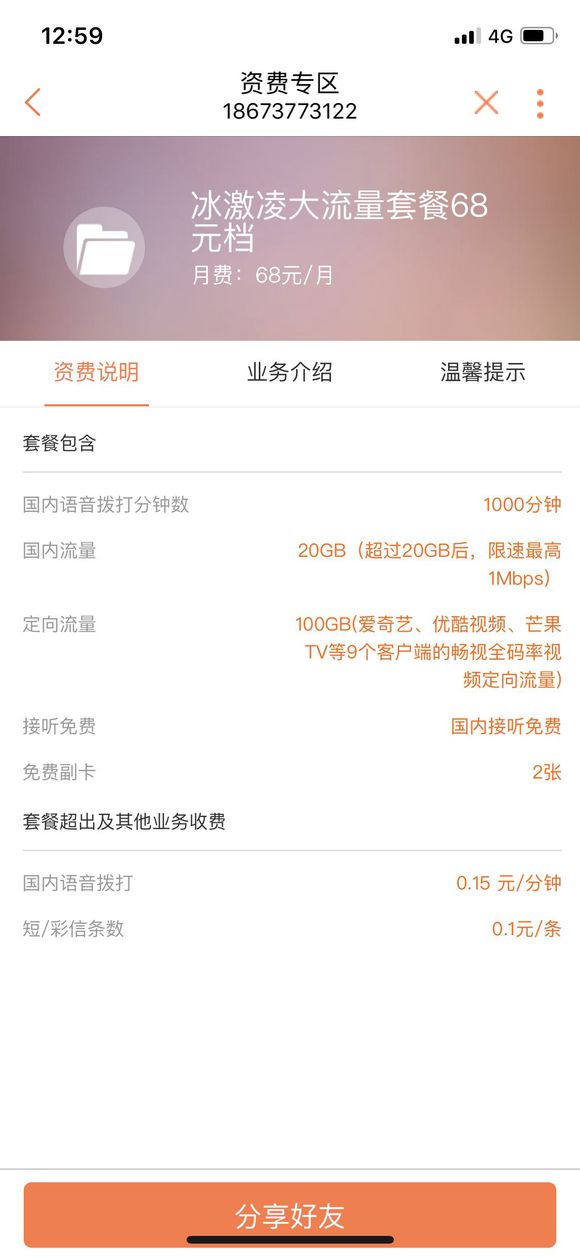 12:59
4G
资费专区
18673773122
冰激凌大流量套餐68
元档
月费：68元/月
资费说明
业务介绍
温馨提示
套餐包含
国内语音拨打分钟数
1000分钟
国内流量
20GB（超过20GB后，限速最高
1Mbps）
定向流量
100GB(爱奇艺、优酷视频、芒果
TV等9个客户端的畅视全码率视
频定向流量)
接听免费
国内接听免费
免费副卡
2张
套餐超出及其他业务收费
国内语音拨打
0.15 元/分钟
短/彩信条数
0.1元/条
分享好友